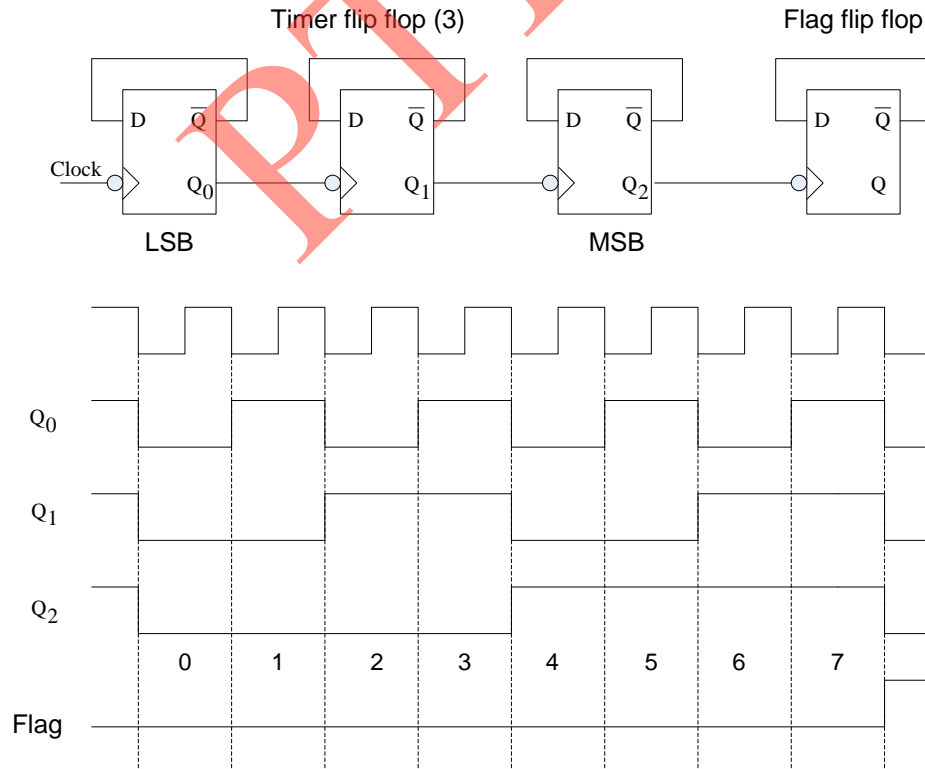 Timer flip flop (3) Flag flip flop
D Q̅ D Q̅ D Q̅ D Q̅
Clock Q0 Q1 Q2 Q
LSB MSB
Q0
Q1
Q2
0 1 2 3 4 5 6 7
Flag